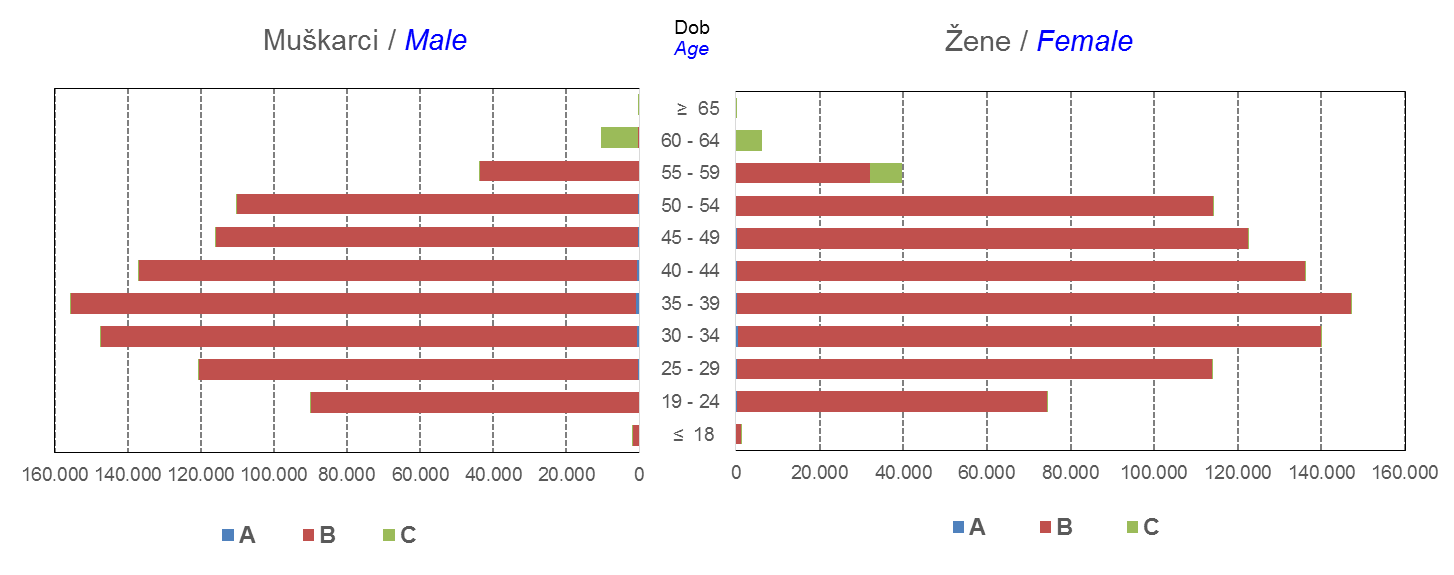 Muškarci / Male
Dob
Age
Žene / Female
≥ 65
60 - 64
55 - 59
50 - 54
45 - 49
40 - 44
35 - 39
30 - 34
25 - 29
19 - 24
≤ 18
160.000 140.000 120.000 100.000 80.000 60.000 40.000 20.000 0
0 20.000 40.000 60.000 80.000 100.000 120.000 140.000 160.000
A B C
A B C